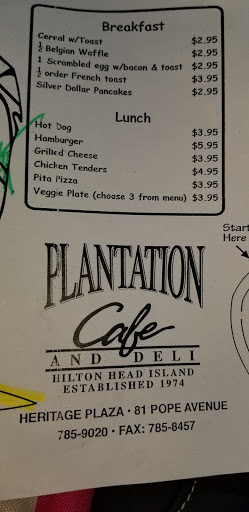 Breakfast
Cereal w/Toast $2.95
½ Belgian Waffle $2.95
1 Scrambled egg w/bacon & toast $2.95
½ order French toast $3.95
Silver Dollar Pancakes $2.95
Lunch
Hot Dog $3.95
Hamburger $5.95
Grilled Cheese $3.95
Chicken Tenders $4.95
Pita Pizza $3.95
Veggie Plate (choose 3 from menu) $3.95
Start
Here
PLANTATION
Cafe
AND DELI
HILTON HEAD ISLAND
ESTABLISHED 1974
HERITAGE PLAZA • 81 POPE AVENUE
785-9020 • FAX: 785-8457